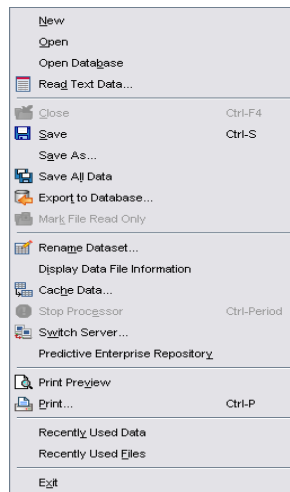 New
Open
Open Database
Read Text Data...
Close Ctrl-F4
Save Ctrl-S
Save As...
Save All Data
Export to Database...
Mark File Read Only
Rename Dataset...
Display Data File Information
Cache Data...
Stop Processor Ctrl-Period
Switch Server...
Predictive Enterprise Repository
Print Preview
Print... Ctrl-P
Recently Used Data
Recently Used Files
Exit